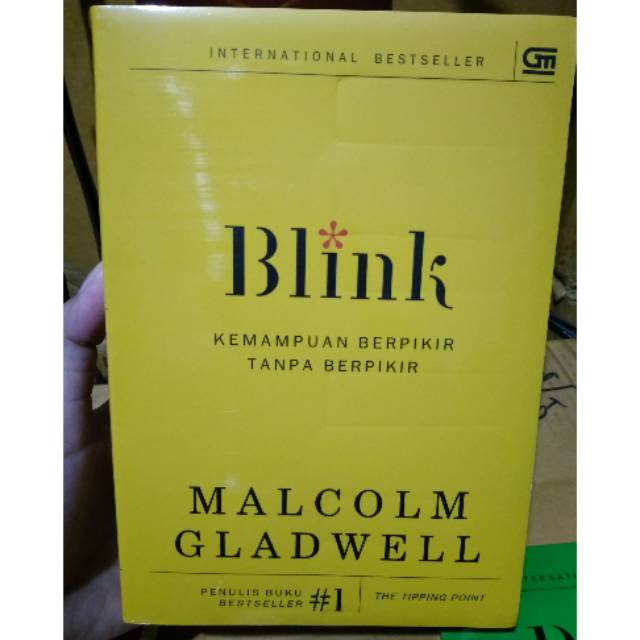 INTERNATIONAL BESTSELLER
GM
Blink
KEMAMPUAN BERPIKIR
TANPA BERPIKIR
MALCOLM
GLADWELL
PENULIS BUKU
BESTSELLER #1
THE TIPPING POINT